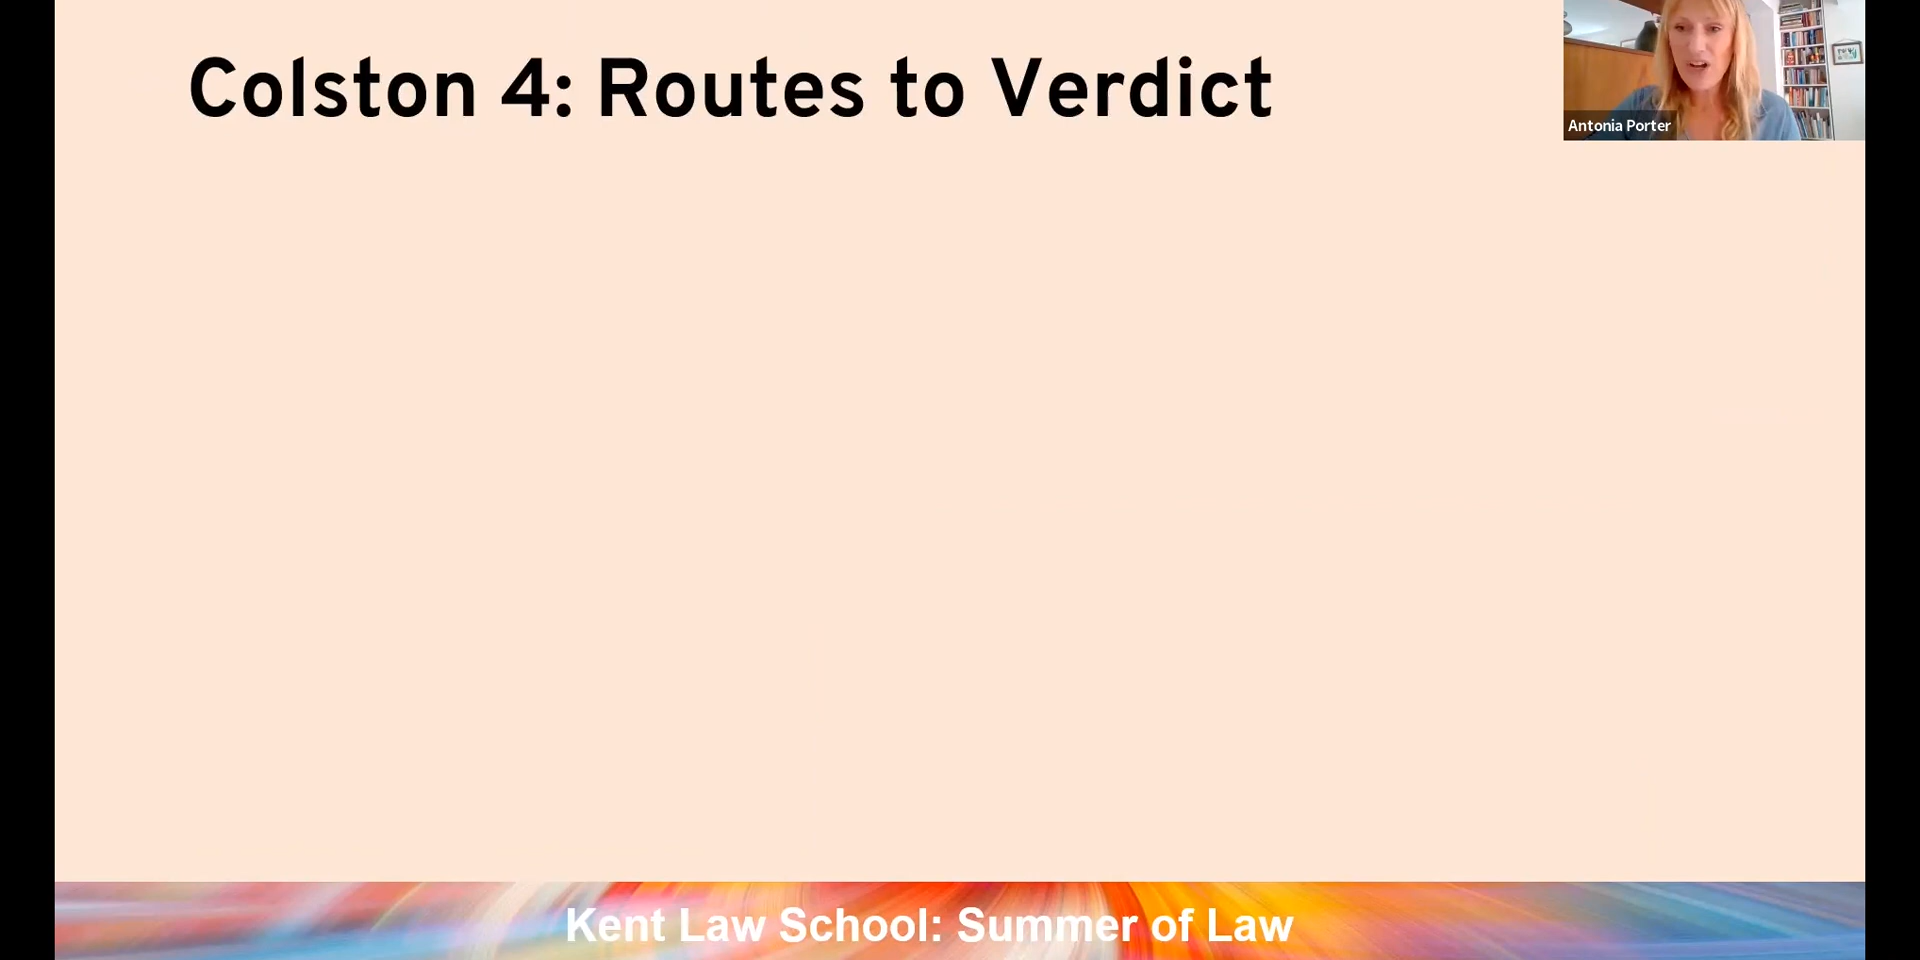 Colston 4: Routes to Verdict
Antonia Porter
Kent Law School: Summer of Law